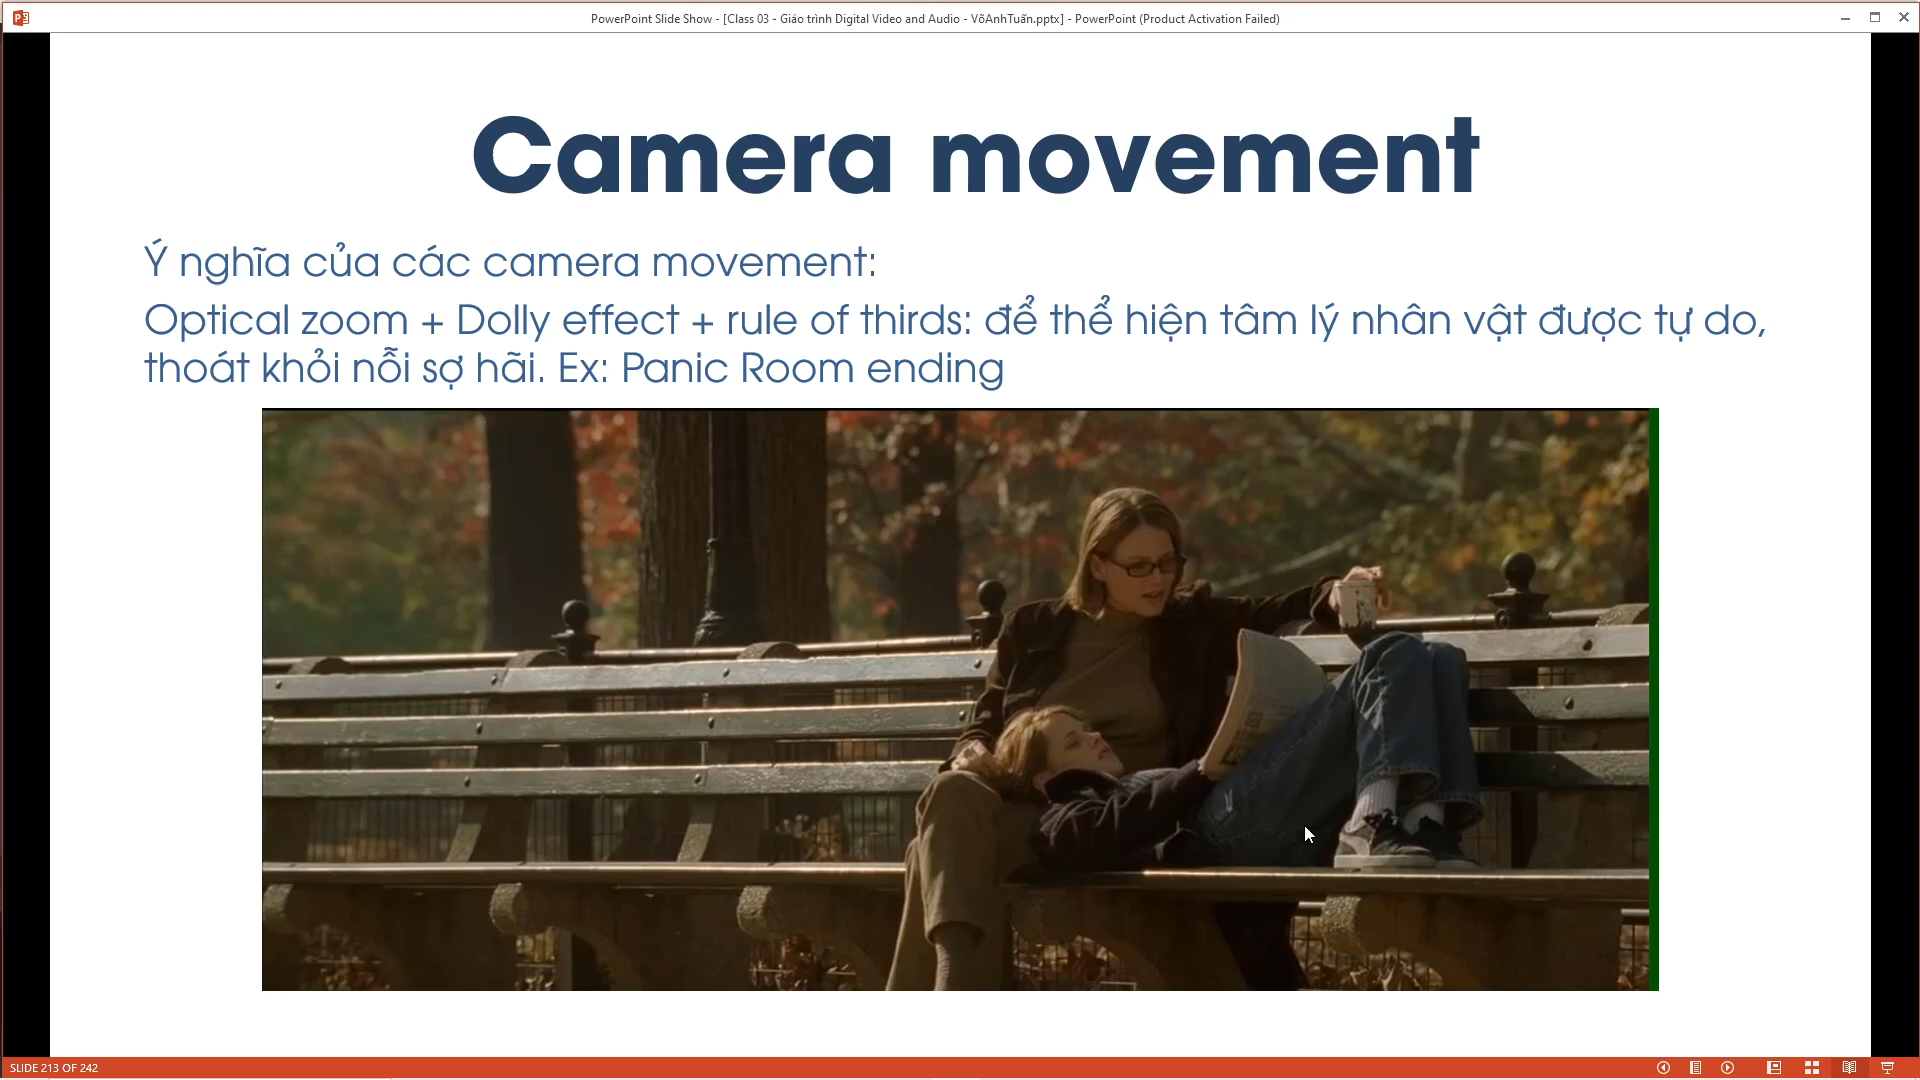 PowerPoint Slide Show - [Class 03 - Giáo trình Digital Video and Audio - VõAnhTuấn.pptx] - PowerPoint (Product Activation Failed)
Camera movement
Ý nghĩa của các camera movement:
Optical zoom + Dolly effect + rule of thirds: để thể hiện tâm lý nhân vật được tự do,
thoát khỏi nỗi sợ hãi. Ex: Panic Room ending
SLIDE 213 OF 242